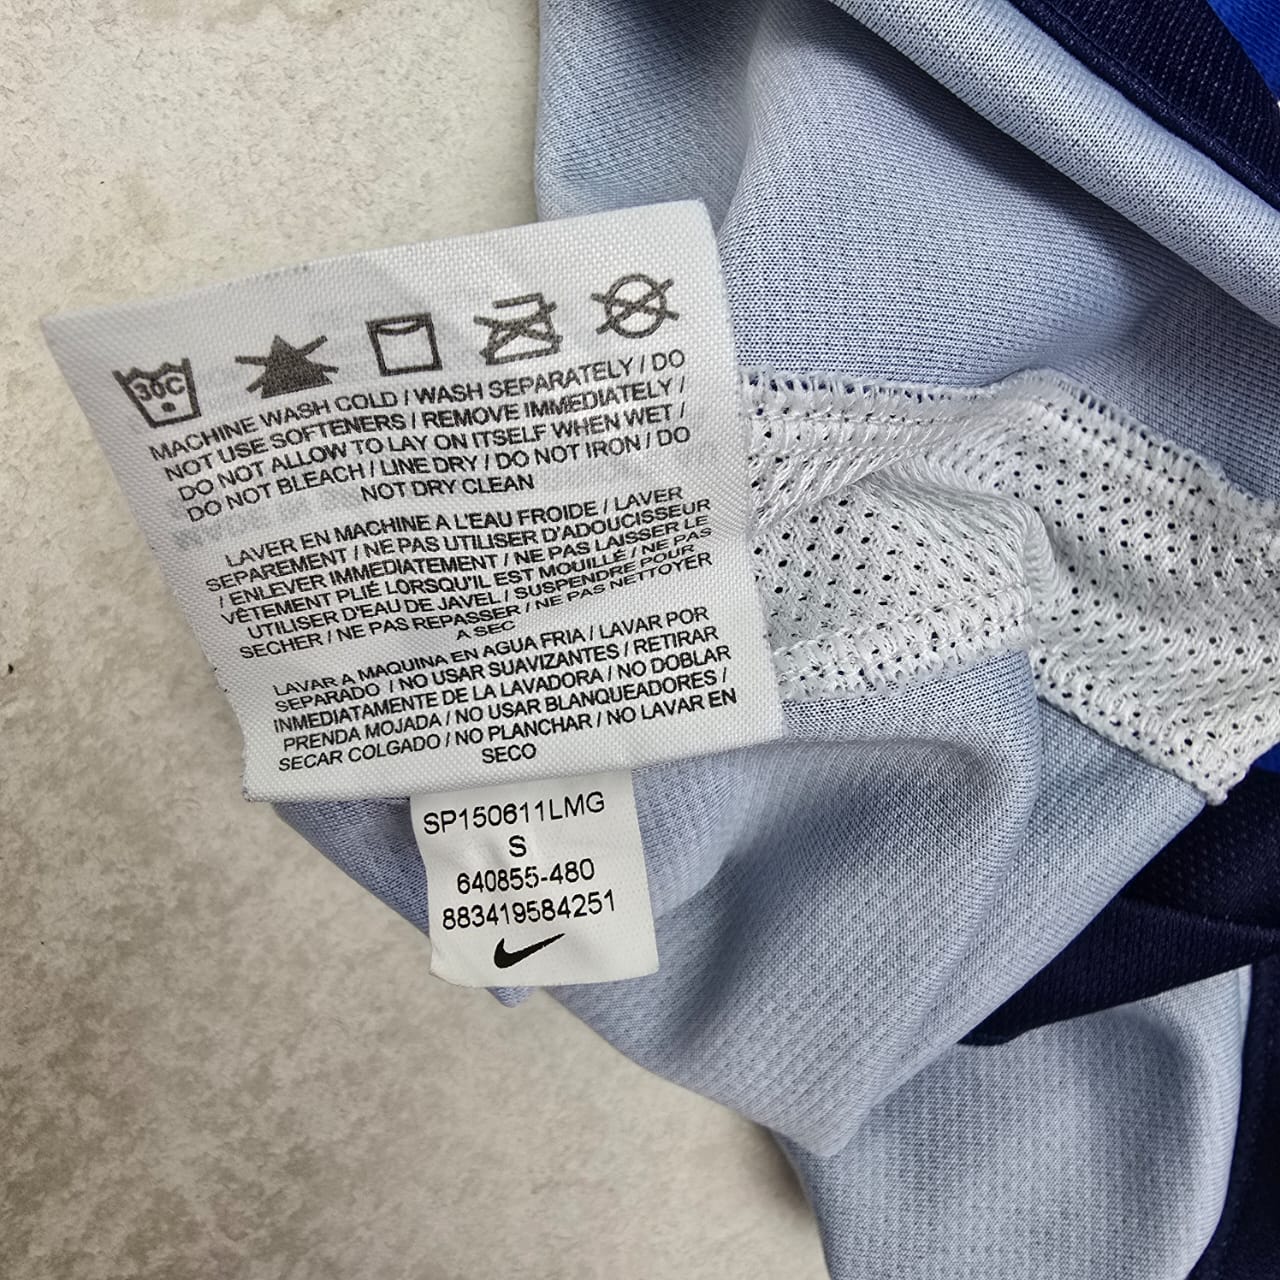 30C
MACHINE WASH COLD / WASH SEPARATELY / DO
NOT USE SOFTENERS / REMOVE IMMEDIATELY /
DO NOT ALLOW TO LAY ON ITSELF WHEN WET /
DO NOT BLEACH / LINE DRY / DO NOT IRON / DO
NOT DRY CLEAN
LAVER EN MACHINE A L'EAU FROIDE / LAVER
SEPAREMENT / NE PAS UTILISER D'ADOUCISSEUR
/ ENLEVER IMMEDIATEMENT / NE PAS LAISSER LE
VÊTEMENT PLIÉ LORSQU'IL EST MOUILLÉ / NE PAS
UTILISER D'EAU DE JAVEL / SUSPENDRE POUR
SECHER / NE PAS REPASSER / NE PAS NETTOYER
A SEC
LAVAR A MAQUINA EN AGUA FRIA / LAVAR POR
SEPARADO / NO USAR SUAVIZANTES / RETIRAR
INMEDIATAMENTE DE LA LAVADORA / NO DOBLAR
PRENDA MOJADA / NO USAR BLANQUEADORES /
SECAR COLGADO / NO PLANCHAR / NO LAVAR EN
SECO
SP150611LMG
S
640855-480
883419584251